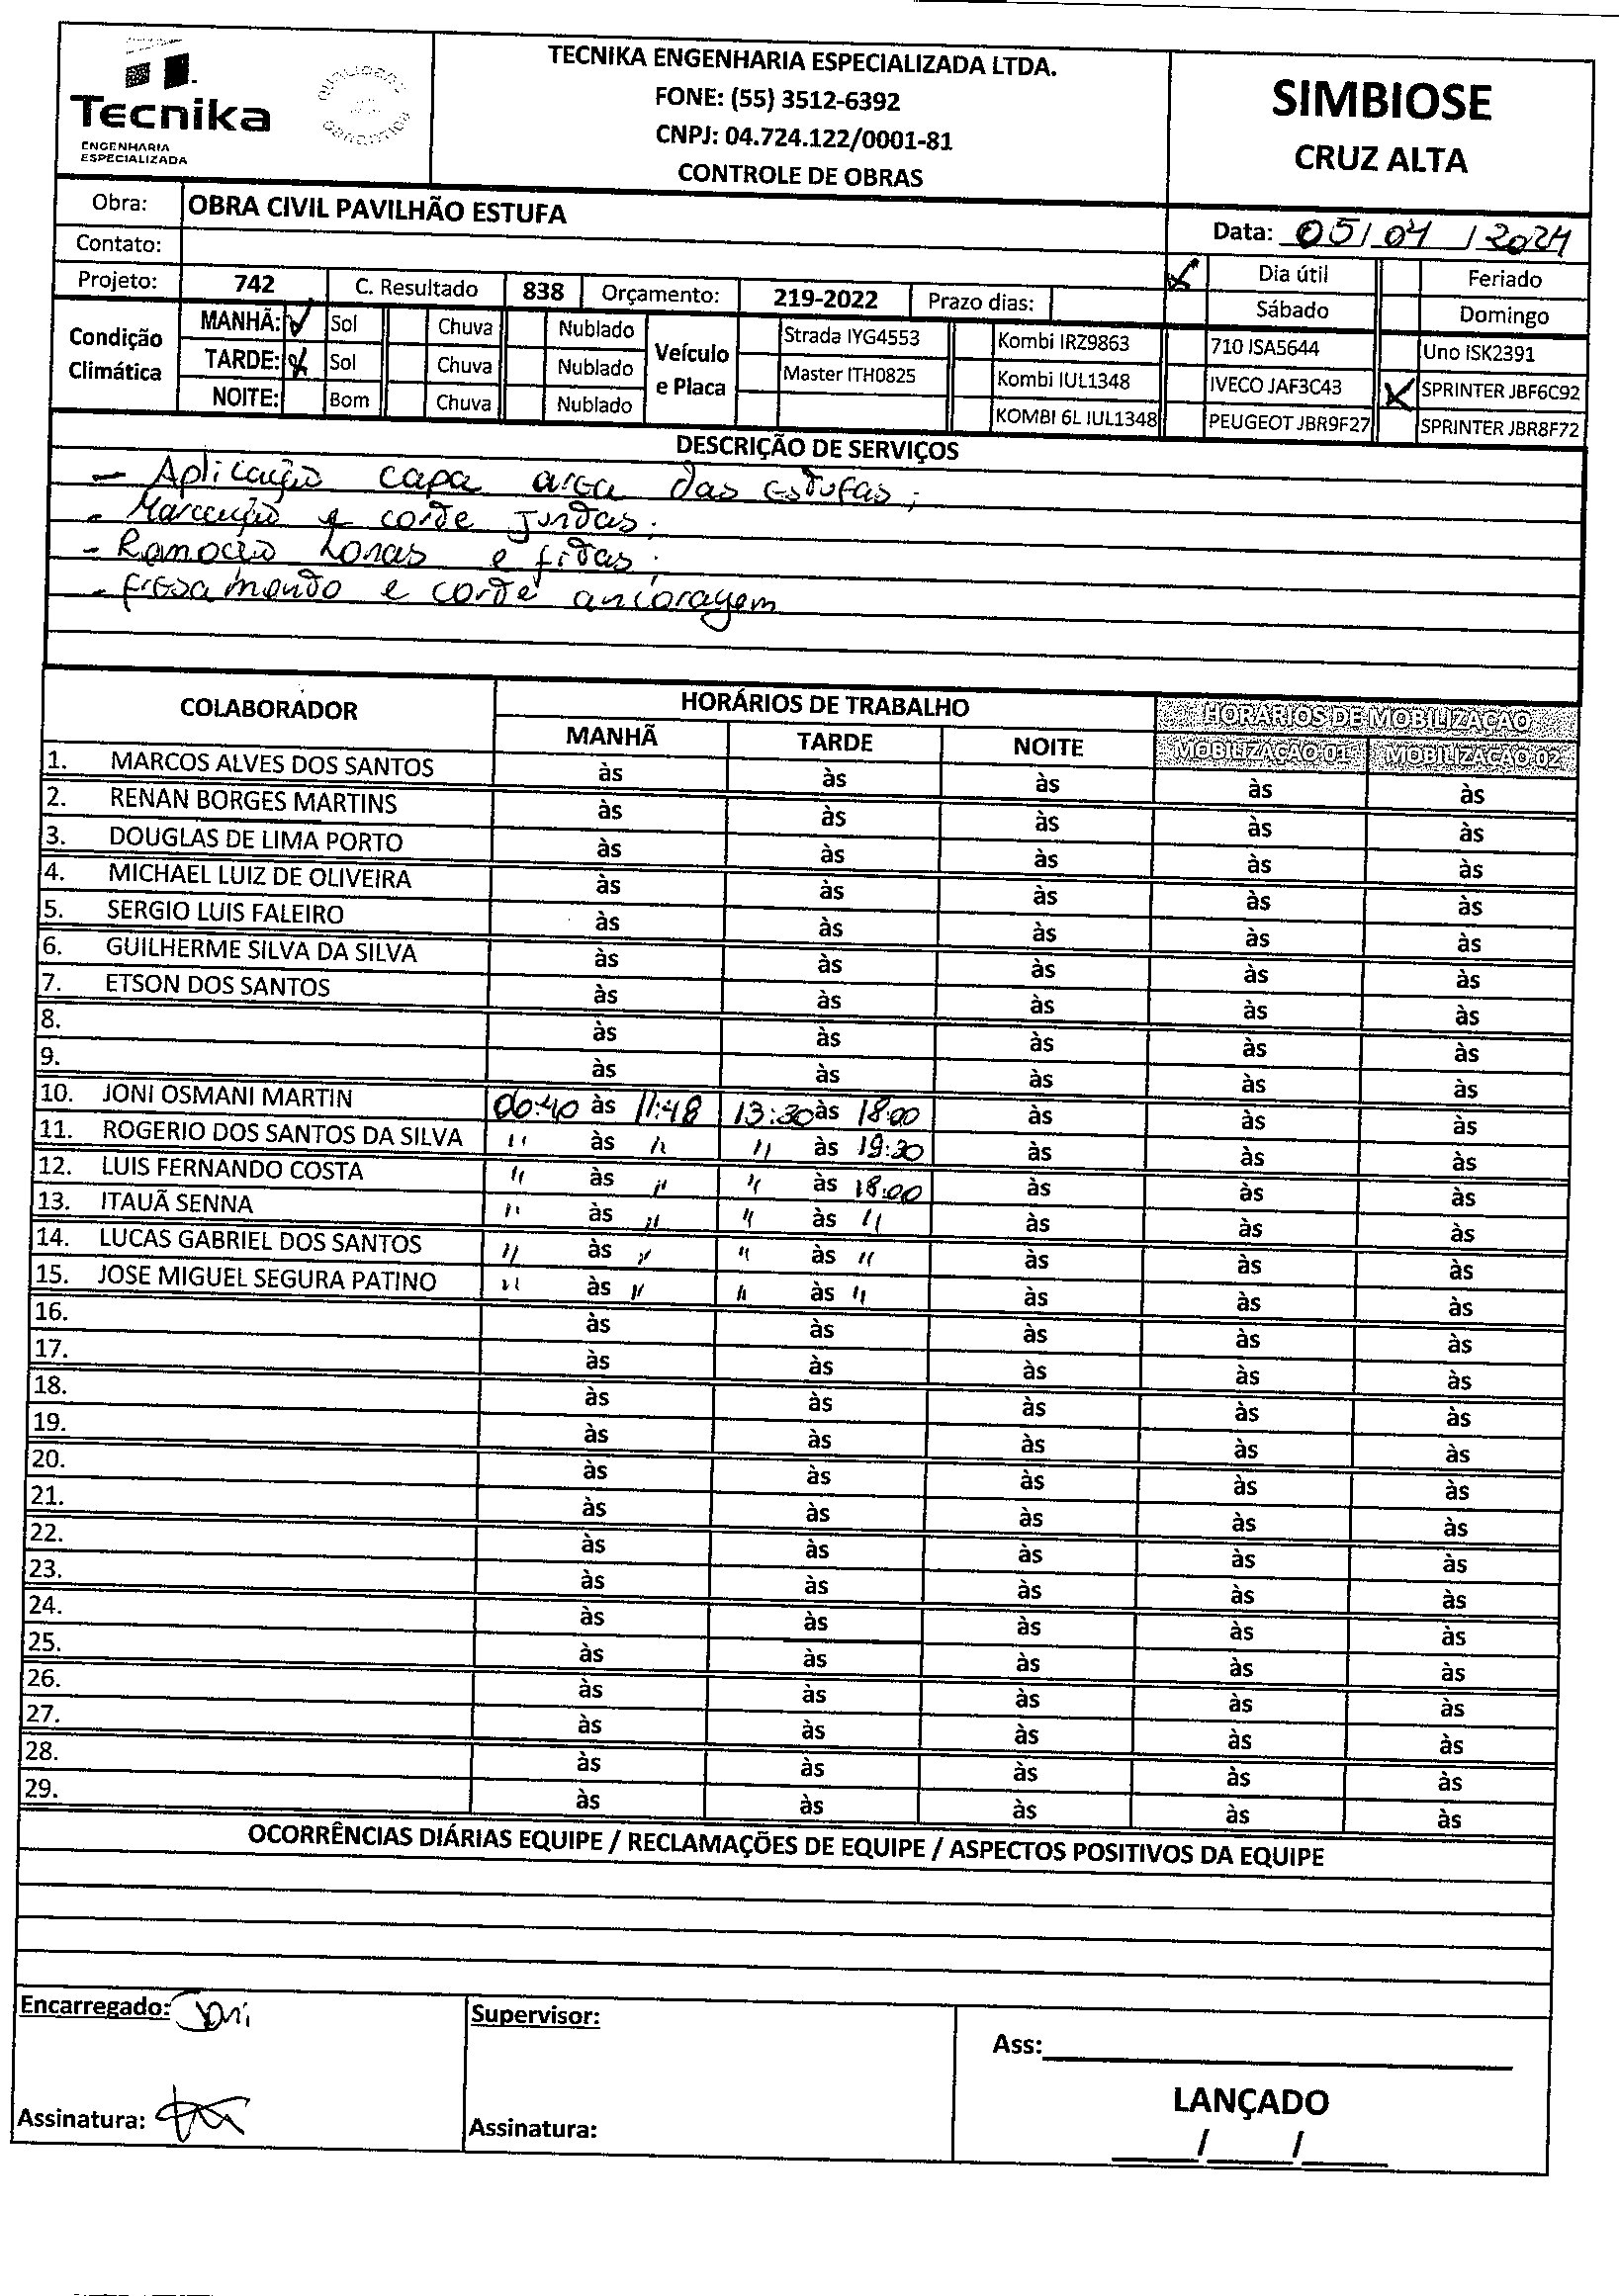 Tecnika
ENGENHARIA
ESPECIALIZADA
TECNIKA ENGENHARIA ESPECIALIZADA LTDA.
FONE: (55) 3512-6392
CNPJ: 04.724.122/0001-81
CONTROLE DE OBRAS
SIMBIOSE
CRUZ ALTA
Obra: OBRA CIVIL PAVILHÃO ESTUFA
Data: 05/04/2024
Contato:
Projeto: 742 C. Resultado 838 Orçamento: 219-2022 Prazo dias:
X Dia útil Feriado
Sábado Domingo
Condição Climática
MANHÃ: ✓ Sol Chuva Nublado
TARDE: X Sol Chuva Nublado
NOITE: Bom Chuva Nublado
Veículo e Placa
Strada IYG4553 Kombi IRZ9863 710 ISA5644 Uno ISK2391
Master ITH0825 Kombi IUL1348 IVECO JAF3C43 X SPRINTER JBF6C92
KOMBI 6L IUL1348 PEUGEOT JBR9F27 SPRINTER JBR8F72
DESCRIÇÃO DE SERVIÇOS
- Aplicação capa area das Estufas;
- Marcação e corte Juntas;
- Remoção Lonas e fitas;
- fresamento e corte ancoragem
COLABORADOR HORÁRIOS DE TRABALHO HORÁRIOS DE MOBILIZAÇÃO
MANHÃ TARDE NOITE MOBILIZAÇÃO 01 MOBILIZAÇÃO 02
1. MARCOS ALVES DOS SANTOS às às às às às
2. RENAN BORGES MARTINS às às às às às
3. DOUGLAS DE LIMA PORTO às às às às às
4. MICHAEL LUIZ DE OLIVEIRA às às às às às
5. SERGIO LUIS FALEIRO às às às às às
6. GUILHERME SILVA DA SILVA às às às às às
7. ETSON DOS SANTOS às às às às às
8. às às às às às
9. às às às às às
10. JONI OSMANI MARTIN 06:40 às 11:48 13:30 às 18:00 às às às
11. ROGERIO DOS SANTOS DA SILVA " às " " às 19:30 às às às
12. LUIS FERNANDO COSTA " às " " às 18:00 às às às
13. ITAUÃ SENNA " às " " às " às às às
14. LUCAS GABRIEL DOS SANTOS " às " " às " às às às
15. JOSE MIGUEL SEGURA PATINO " às " " às " às às às
16. às às às às às
17. às às às às às
18. às às às às às
19. às às às às às
20. às às às às às
21. às às às às às
22. às às às às às
23. às às às às às
24. às às às às às
25. às às às às às
26. às às às às às
27. às às às às às
28. às às às às às
29. às às às às às
OCORRÊNCIAS DIÁRIAS EQUIPE / RECLAMAÇÕES DE EQUIPE / ASPECTOS POSITIVOS DA EQUIPE
Encarregado: Joni
Supervisor:
Ass:
LANÇADO
Assinatura:
Assinatura:
/ /